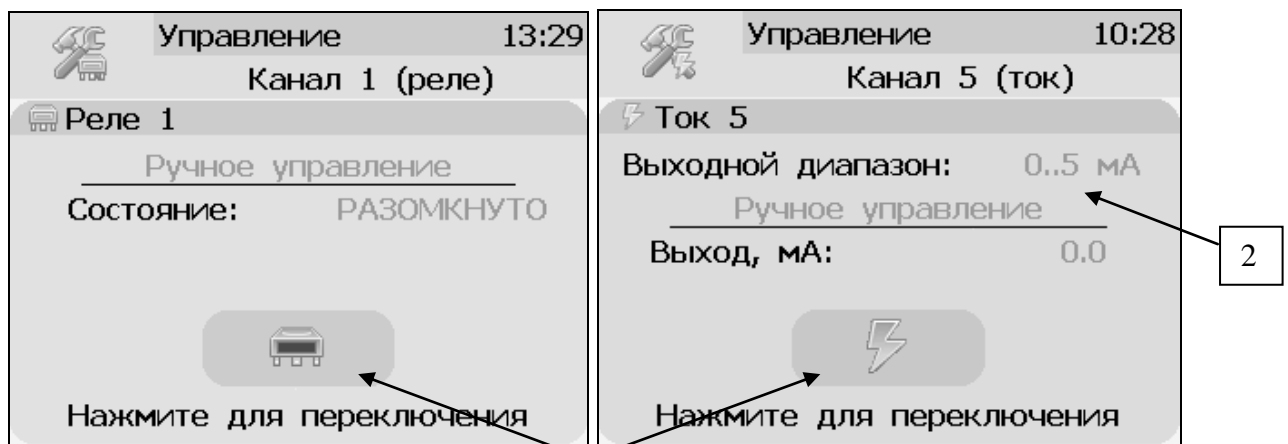 Управление 13:29
Канал 1 (реле)
Реле 1
Ручное управление
Состояние: РАЗОМКНУТО
Нажмите для переключения
Управление 10:28
Канал 5 (ток)
Ток 5
Выходной диапазон: 0..5 мА
Ручное управление
Выход, мА: 0.0
Нажмите для переключения
2